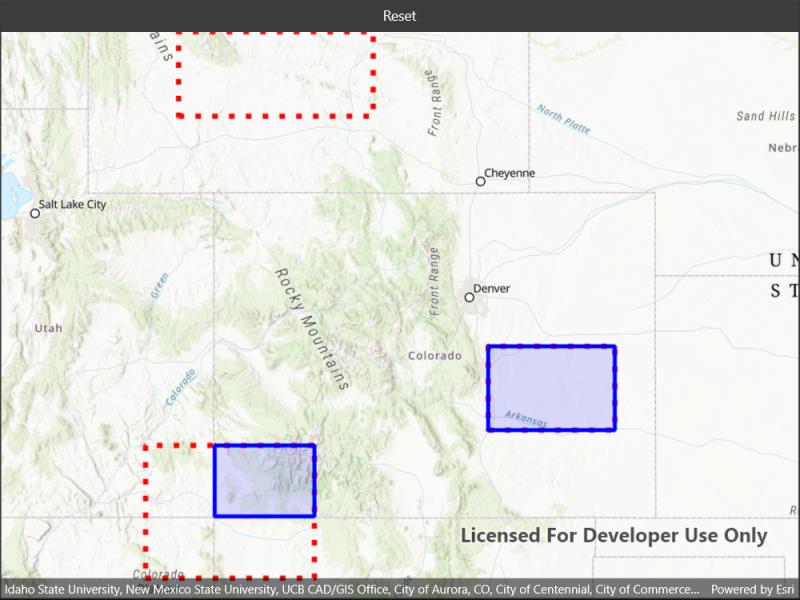 Reset
ains
Front Range
North Platte
Sand Hills
Nebr
Cheyenne
Salt Lake City
Green
Rocky Mountains
Front Range
Denver
U N
S T
Utah
Colorado
Colorado
Arkansas
R
Licensed For Developer Use Only
Colorado
Idaho State University, New Mexico State University, UCB CAD/GIS Office, City of Aurora, CO, City of Centennial, City of Commerce... Powered by Esri